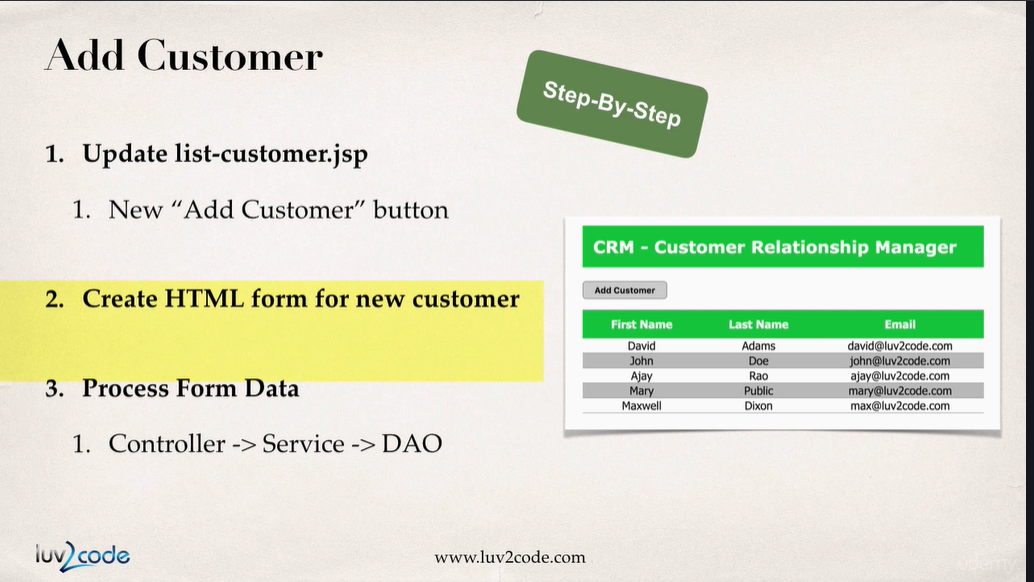 Add Customer
Step-By-Step
1. Update list-customer.jsp
1. New “Add Customer” button
2. Create HTML form for new customer
3. Process Form Data
1. Controller -> Service -> DAO
CRM - Customer Relationship Manager
Add Customer
First Name Last Name Email
David Adams david@luv2code.com
John Doe john@luv2code.com
Ajay Rao ajay@luv2code.com
Mary Public mary@luv2code.com
Maxwell Dixon max@luv2code.com
luv2code
www.luv2code.com
udemy